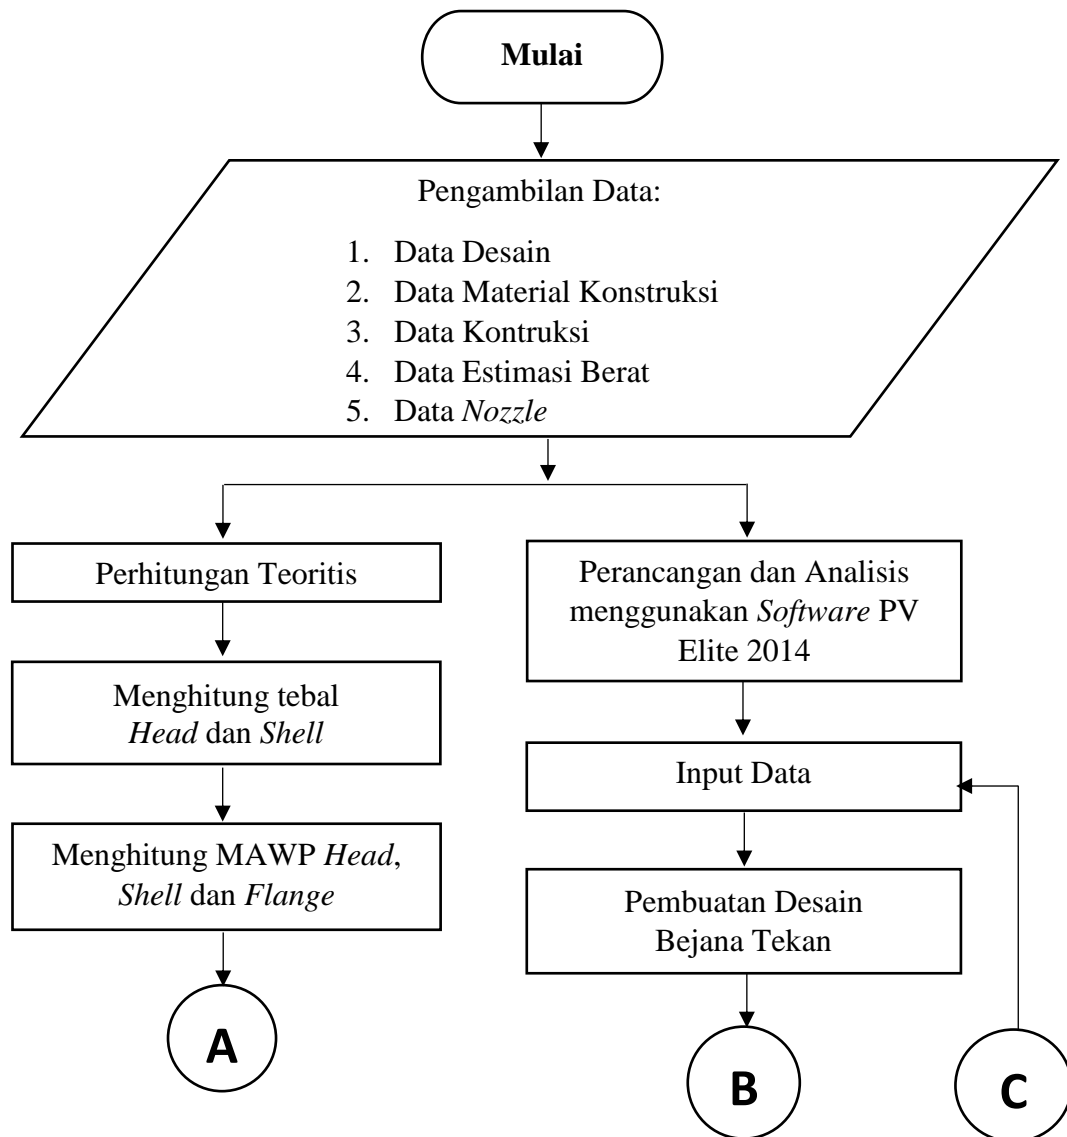 Mulai
Pengambilan Data:
1. Data Desain
2. Data Material Konstruksi
3. Data Kontruksi
4. Data Estimasi Berat
5. Data Nozzle
Perhitungan Teoritis
Menghitung tebal
Head dan Shell
Menghitung MAWP Head,
Shell dan Flange
A
Perancangan dan Analisis
menggunakan Software PV
Elite 2014
Input Data
Pembuatan Desain
Bejana Tekan
B
C